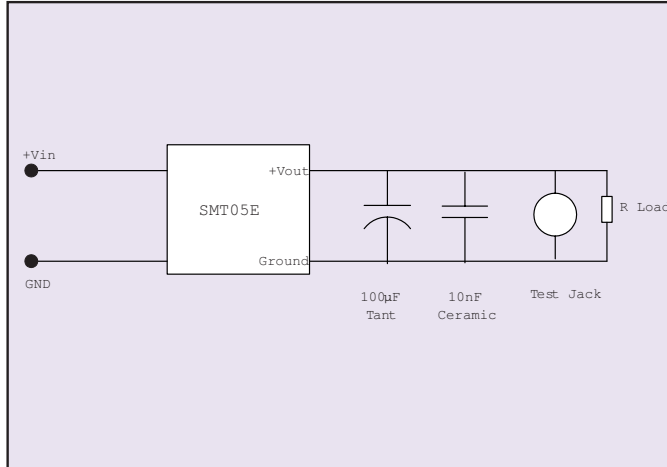 +Vin
+Vout
SMT05E
R Load
Ground
GND
100µF
Tant
10nF
Ceramic
Test Jack